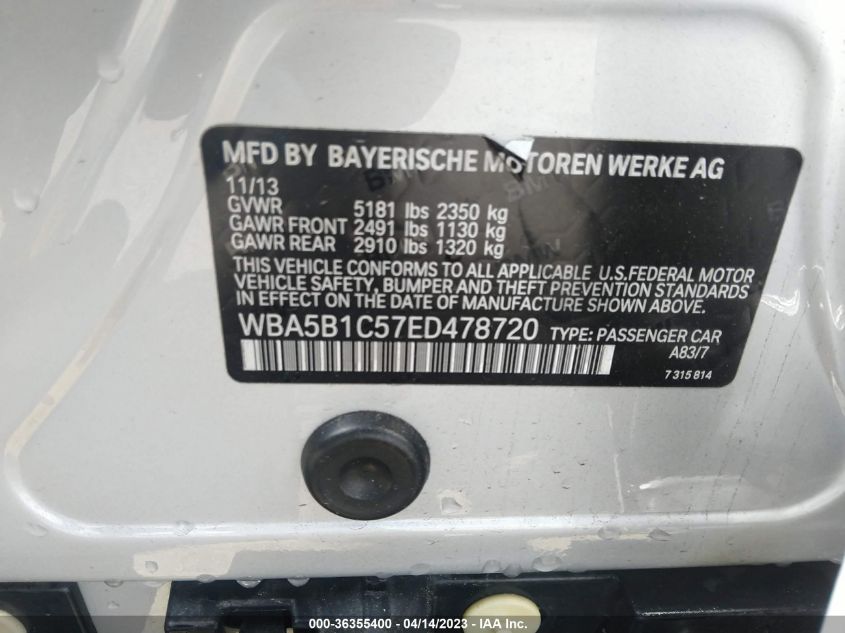 MFD BY BAYERISCHE MOTOREN WERKE AG
11/13
GVWR 5181 lbs 2350 kg
GAWR FRONT 2491 lbs 1130 kg
GAWR REAR 2910 lbs 1320 kg
THIS VEHICLE CONFORMS TO ALL APPLICABLE U.S.FEDERAL MOTOR
VEHICLE SAFETY, BUMPER AND THEFT PREVENTION STANDARDS
IN EFFECT ON THE DATE OF MANUFACTURE SHOWN ABOVE.
WBA5B1C57ED478720 TYPE: PASSENGER CAR
A83/7
7 315 814
000-36355400 - 04/14/2023 - IAA Inc.